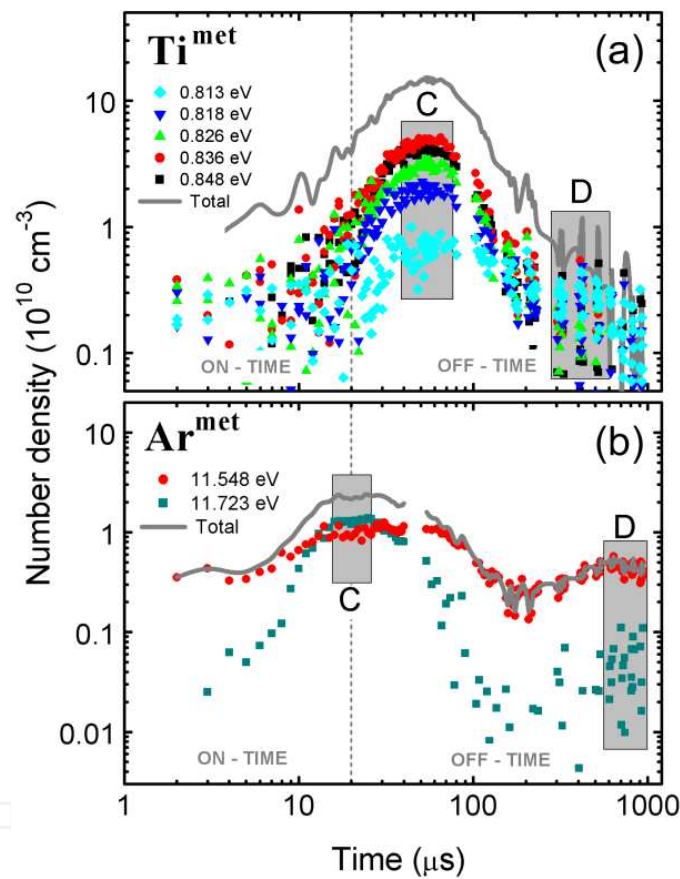 Ti^met
(a)
0.813 eV
0.818 eV
0.826 eV
0.836 eV
0.848 eV
Total
C
D
10
1
0.1
ON - TIME
OFF - TIME
Number density (10^10 cm^-3)
Ar^met
(b)
11.548 eV
11.723 eV
Total
C
D
10
1
0.1
0.01
ON - TIME
OFF - TIME
1
10
100
1000
Time (μs)